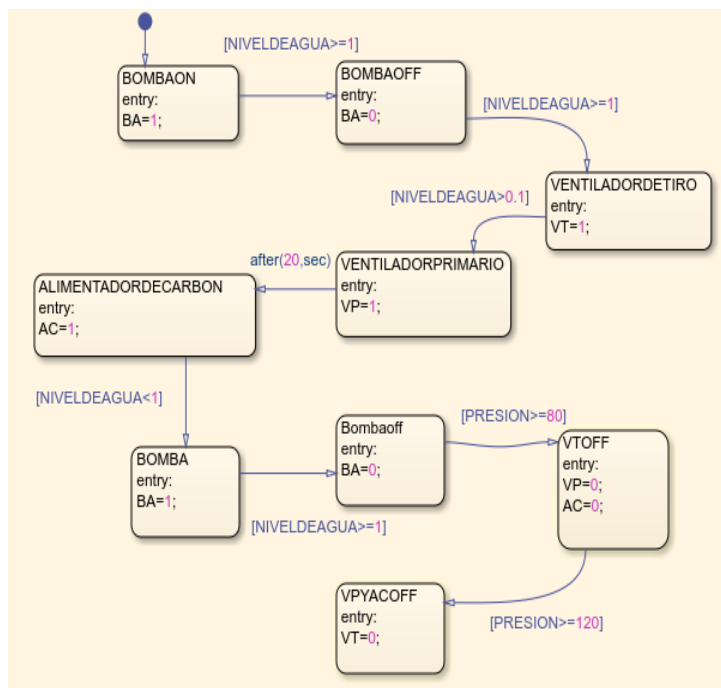 [NIVELDEAGUA>=1]
BOMBAON
entry:
BA=1;
BOMBAOFF
entry:
BA=0;
[NIVELDEAGUA>=1]
VENTILADORDETIRO
entry:
VT=1;
[NIVELDEAGUA>0.1]
VENTILADORPRIMARIO
entry:
VP=1;
after(20,sec)
ALIMENTADORDECARBON
entry:
AC=1;
[NIVELDEAGUA<1]
BOMBA
entry:
BA=1;
[NIVELDEAGUA>=1]
Bombaoff
entry:
BA=0;
[PRESION>=80]
VTOFF
entry:
VP=0;
AC=0;
[PRESION>=120]
VPYACOFF
entry:
VT=0;